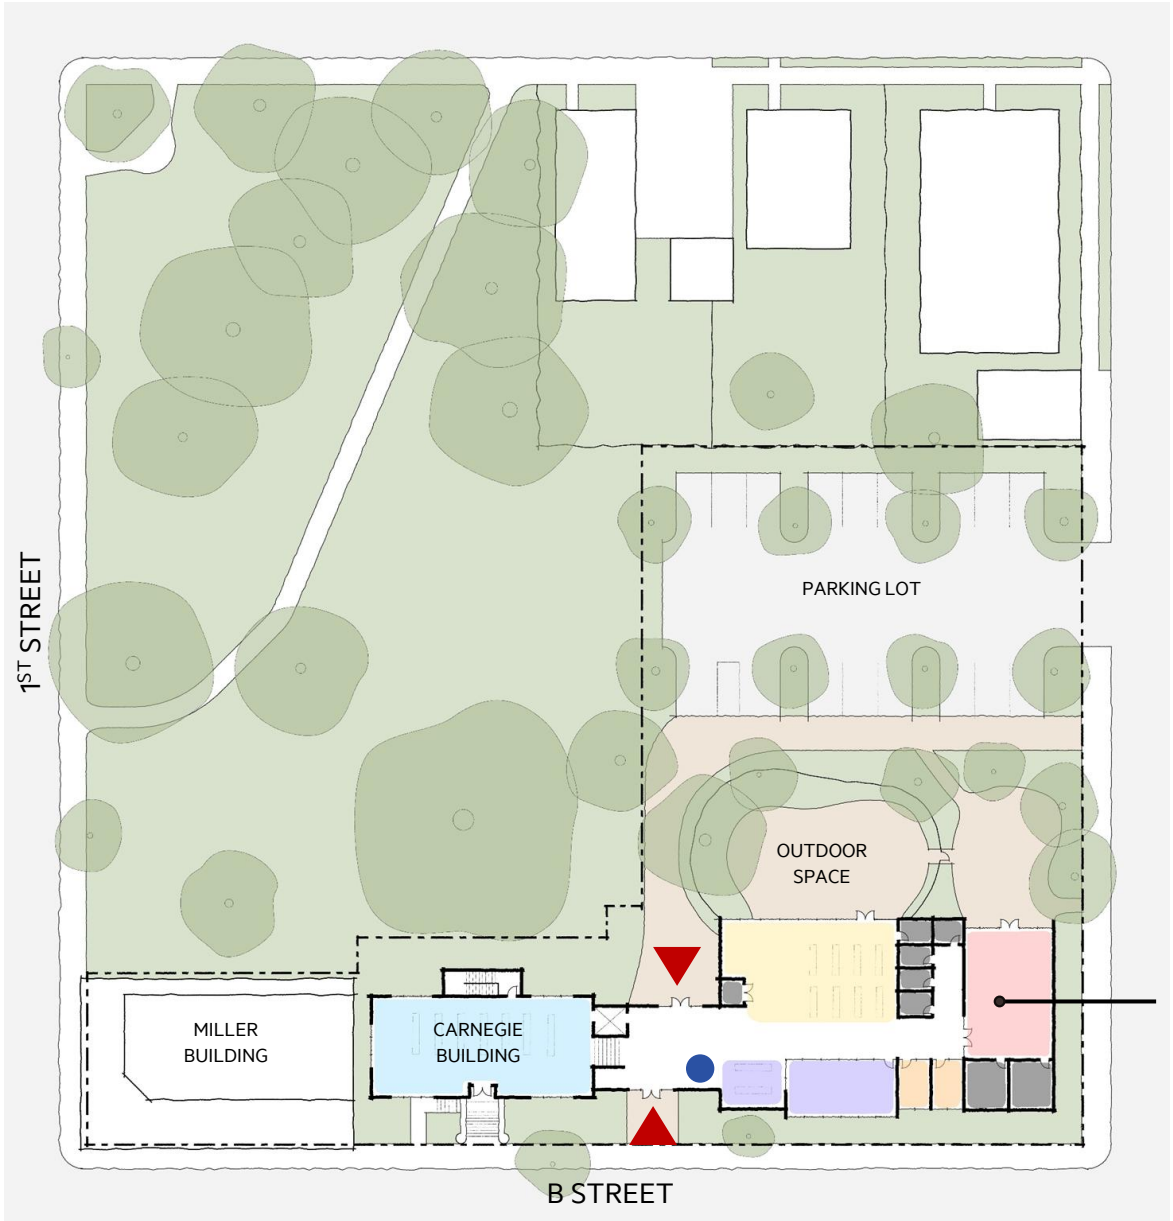 1ST STREET
PARKING LOT
OUTDOOR
SPACE
MILLER
BUILDING
CARNEGIE
BUILDING
B STREET